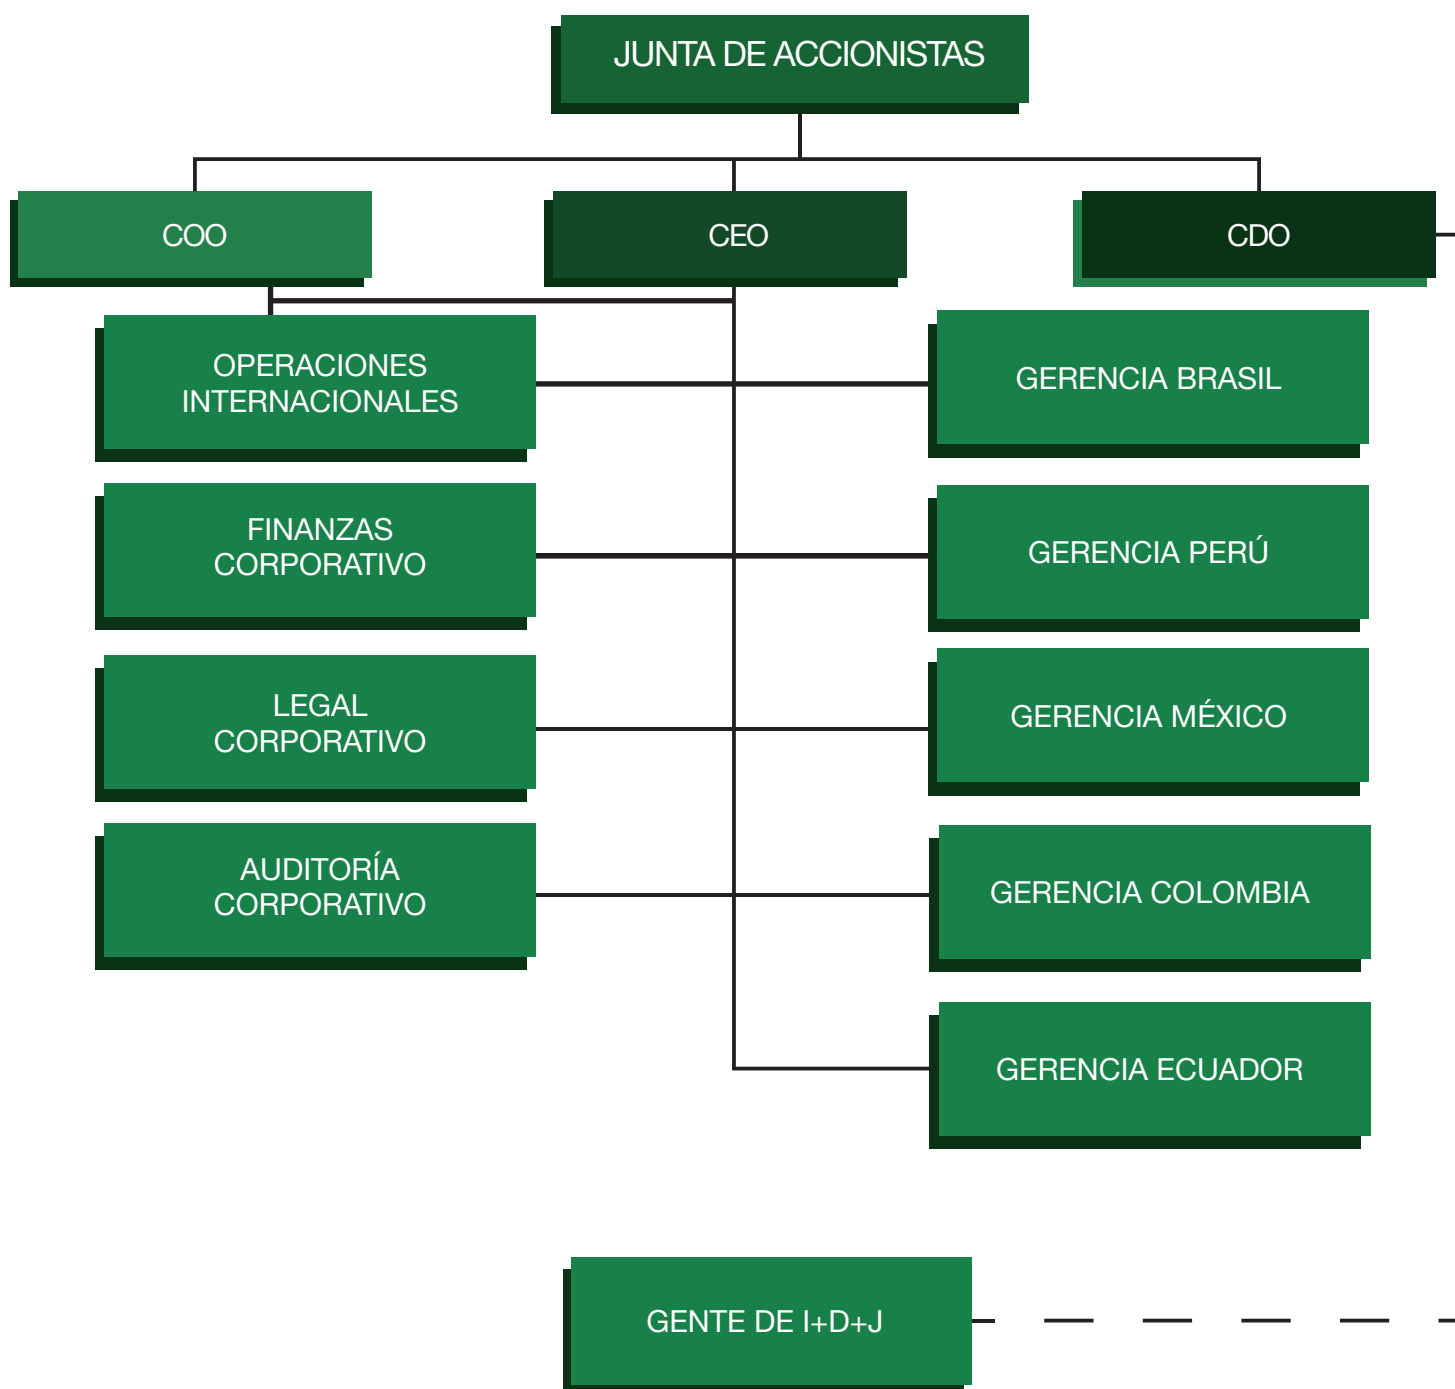 JUNTA DE ACCIONISTAS
COO
CEO
CDO
OPERACIONES
INTERNACIONALES
GERENCIA BRASIL
FINANZAS
CORPORATIVO
GERENCIA PERÚ
LEGAL
CORPORATIVO
GERENCIA MÉXICO
AUDITORÍA
CORPORATIVO
GERENCIA COLOMBIA
GERENCIA ECUADOR
GENTE DE I+D+J